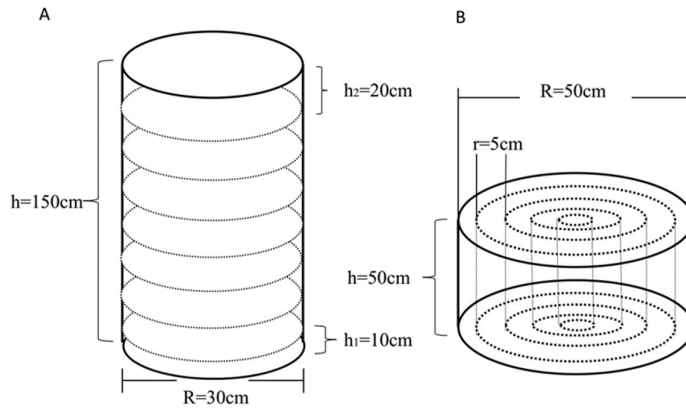 A
B
h₂=20cm
R=50cm
r=5cm
h=150cm
h=50cm
h₁=10cm
R=30cm